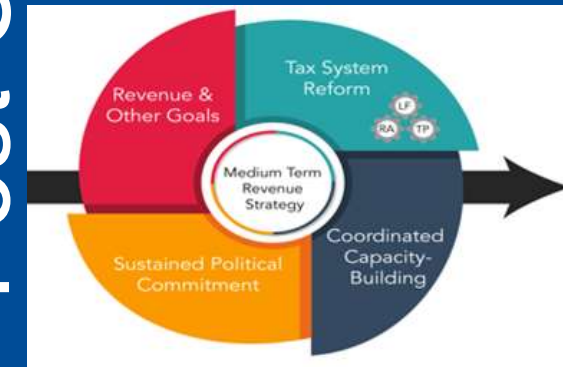 Revenue &
Other Goals
Tax System
Reform
LF
RA
TP
Medium Term
Revenue
Strategy
Sustained Political
Commitment
Coordinated
Capacity-
Building